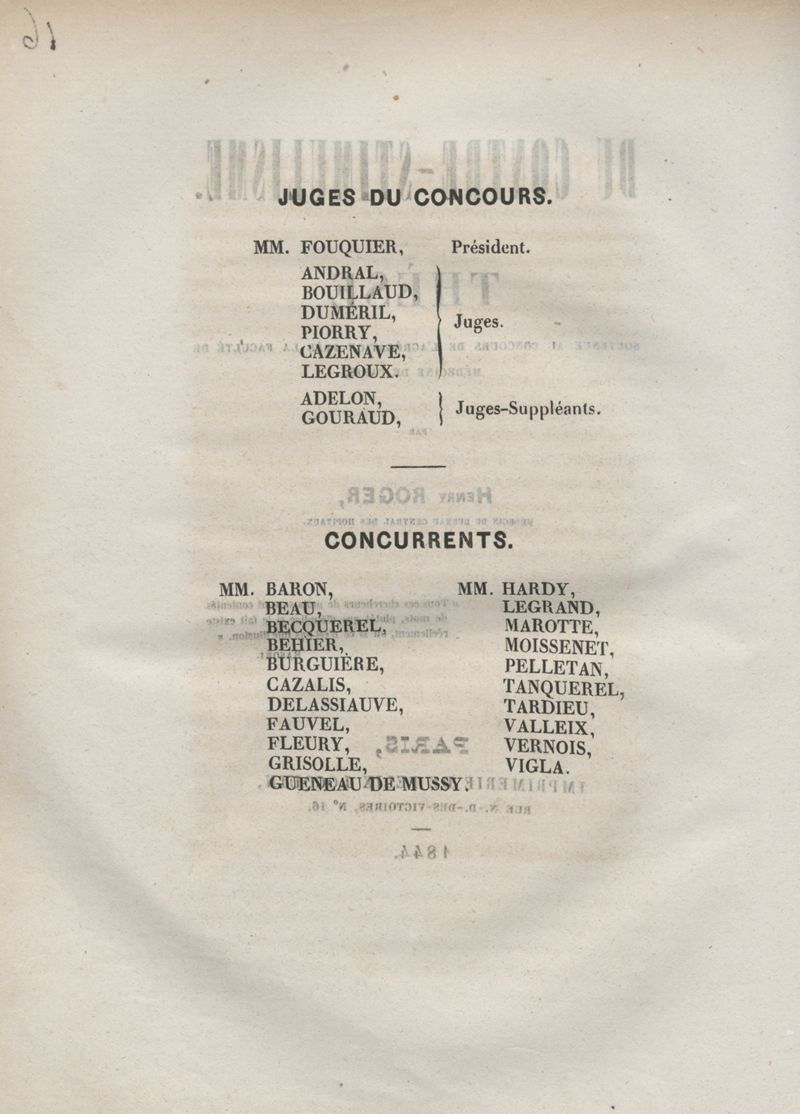 JUGES DU CONCOURS.
MM. FOUQUIER, Président.
ANDRAL,
BOUILLAUD,
DUMÉRIL,
PIORRY,
CAZENAVE,
LEGROUX.
Juges.
ADELON,
GOURAUD,
Juges-Suppléants.
CONCURRENTS.
MM. BARON,
BEAU,
BECQUEREL,
BEHIER,
BURGUIÈRE,
CAZALIS,
DELASSIAUVE,
FAUVEL,
FLEURY,
GRISOLLE,
GUENEAU DE MUSSY.
MM. HARDY,
LEGRAND,
MAROTTE,
MOISSENET,
PELLETAN,
TANQUEREL,
TARDIEU,
VALLEIX,
VERNOIS,
VIGLA.